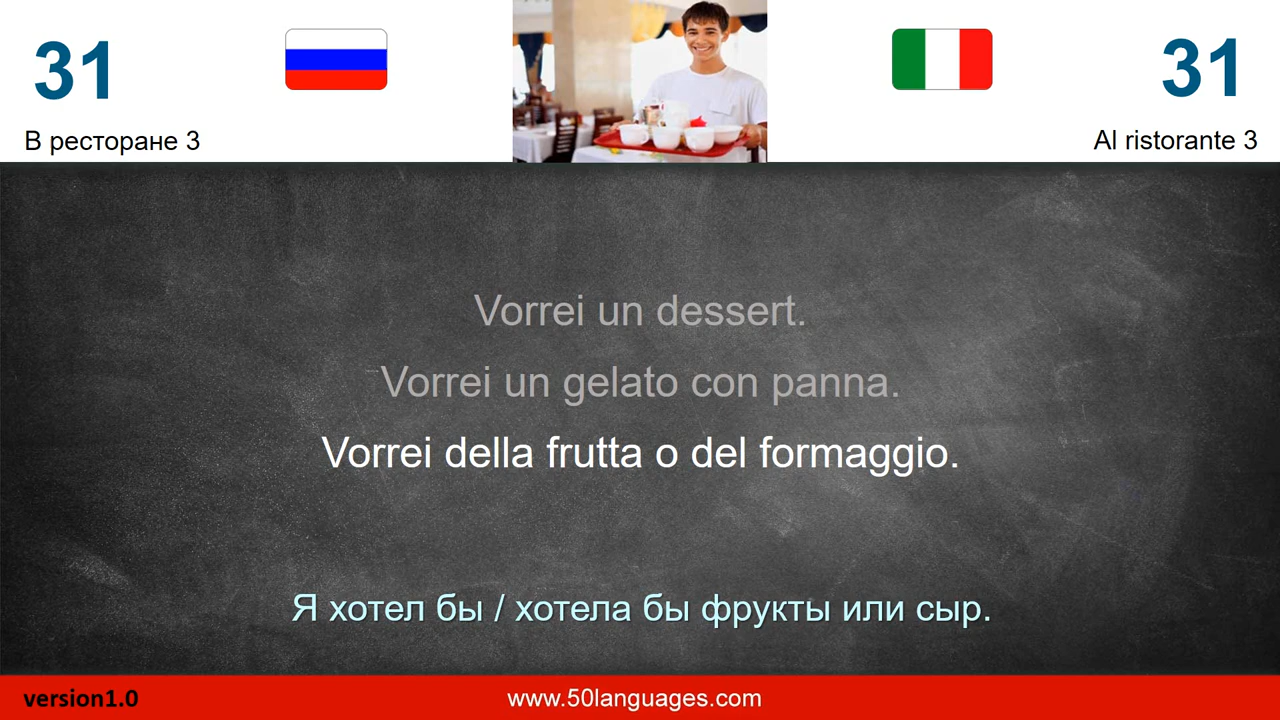 31
31
В ресторане 3
Al ristorante 3
Vorrei un dessert.
Vorrei un gelato con panna.
Vorrei della frutta o del formaggio.
Я хотел бы / хотела бы фрукты или сыр.
version1.0
www.50languages.com